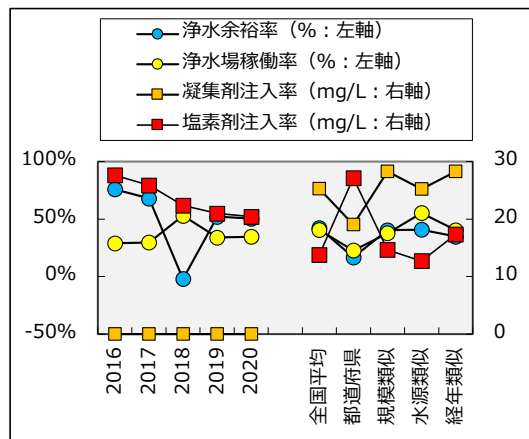 浄水余裕率（%：左軸）
浄水場稼働率（%：左軸）
凝集剤注入率（mg/L：右軸）
塩素剤注入率（mg/L：右軸）
100%
50%
0%
-50%
30
20
10
0
2016
2017
2018
2019
2020
全国平均
都道府県
規模類似
水源類似
経年類似